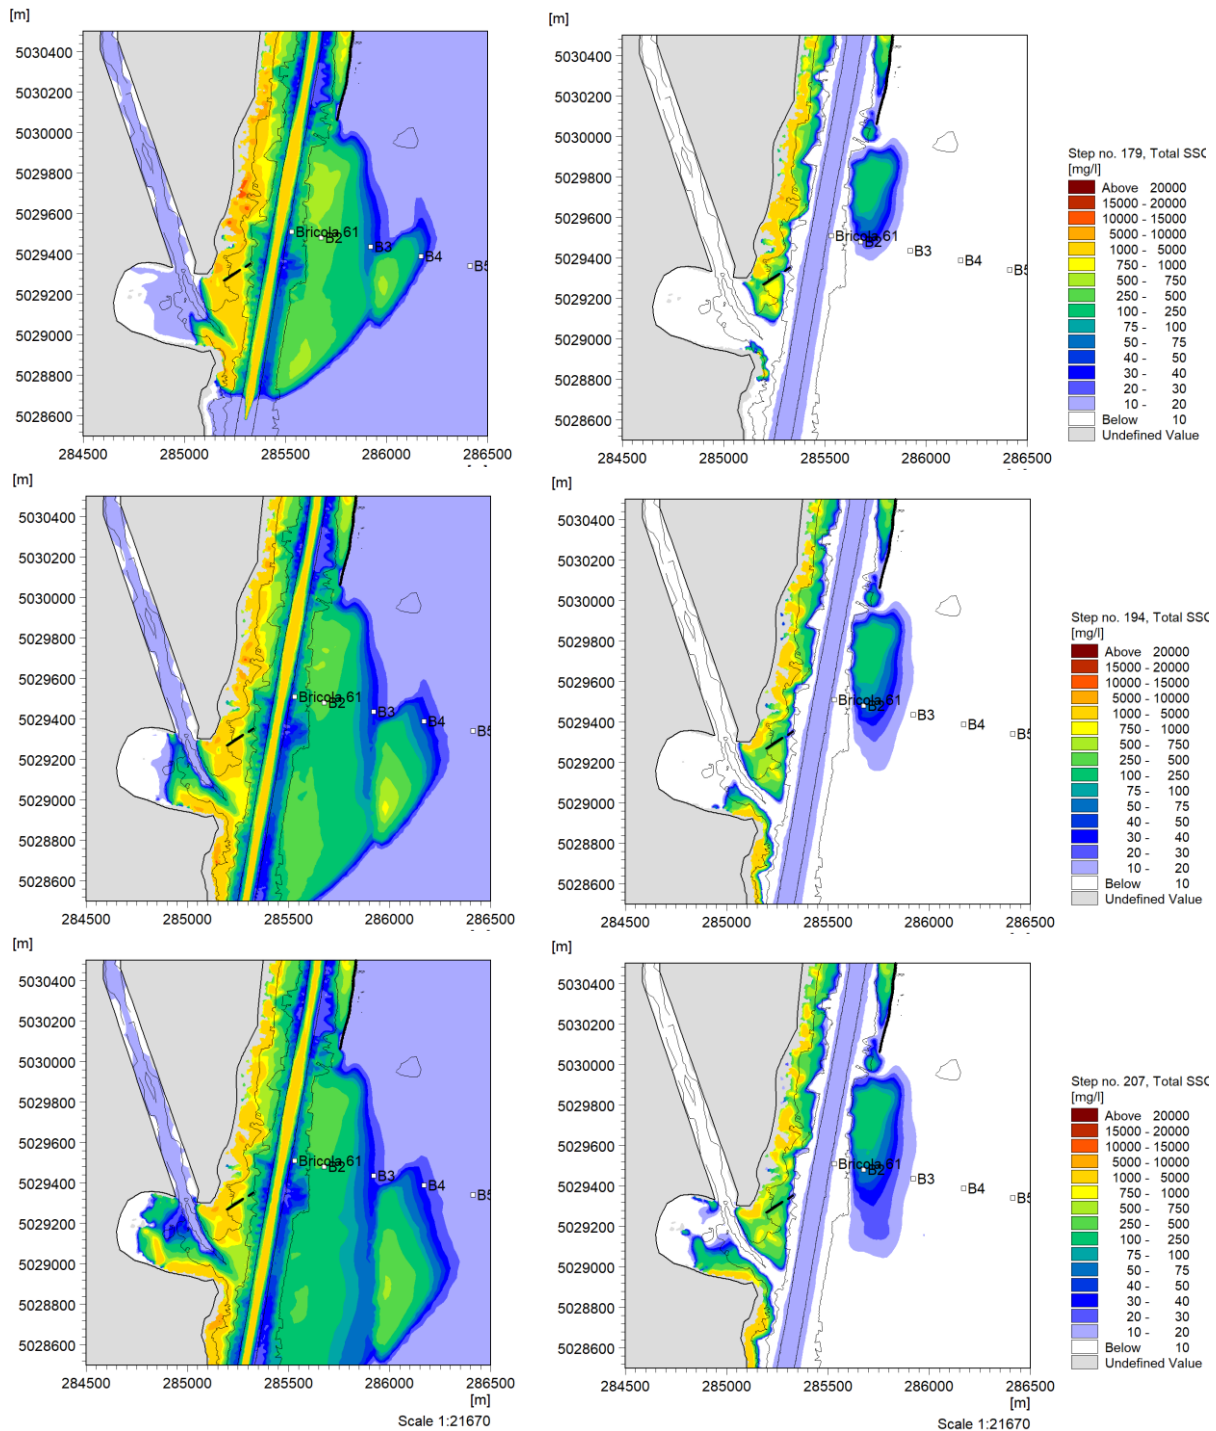 [m]
5030400
5030200
5030000
5029800
5029600
5029400
5029200
5029000
5028800
5028600
Bricola 61
B2
B3
B4
B5
284500 285000 285500 286000 286500
[m]
5030400
5030200
5030000
5029800
5029600
5029400
5029200
5029000
5028800
5028600
Bricola 61
B2
B3
B4
B5
284500 285000 285500 286000 286500
Step no. 179, Total SSC
[mg/l]
Above 20000
15000 - 20000
10000 - 15000
5000 - 10000
1000 - 5000
750 - 1000
500 - 750
250 - 500
100 - 250
75 - 100
50 - 75
40 - 50
30 - 40
20 - 30
10 - 20
Below 10
Undefined Value
[m]
5030400
5030200
5030000
5029800
5029600
5029400
5029200
5029000
5028800
5028600
Bricola 61
B2
B3
B4
B5
284500 285000 285500 286000 286500
[m]
5030400
5030200
5030000
5029800
5029600
5029400
5029200
5029000
5028800
5028600
Bricola 61
B2
B3
B4
B5
284500 285000 285500 286000 286500
Step no. 194, Total SSC
[mg/l]
Above 20000
15000 - 20000
10000 - 15000
5000 - 10000
1000 - 5000
750 - 1000
500 - 750
250 - 500
100 - 250
75 - 100
50 - 75
40 - 50
30 - 40
20 - 30
10 - 20
Below 10
Undefined Value
[m]
5030400
5030200
5030000
5029800
5029600
5029400
5029200
5029000
5028800
5028600
Bricola 61
B2
B3
B4
B5
284500 285000 285500 286000 286500
[m]
Scale 1:21670
[m]
5030400
5030200
5030000
5029800
5029600
5029400
5029200
5029000
5028800
5028600
Bricola 61
B2
B3
B4
B5
284500 285000 285500 286000 286500
[m]
Scale 1:21670
Step no. 207, Total SSC
[mg/l]
Above 20000
15000 - 20000
10000 - 15000
5000 - 10000
1000 - 5000
750 - 1000
500 - 750
250 - 500
100 - 250
75 - 100
50 - 75
40 - 50
30 - 40
20 - 30
10 - 20
Below 10
Undefined Value